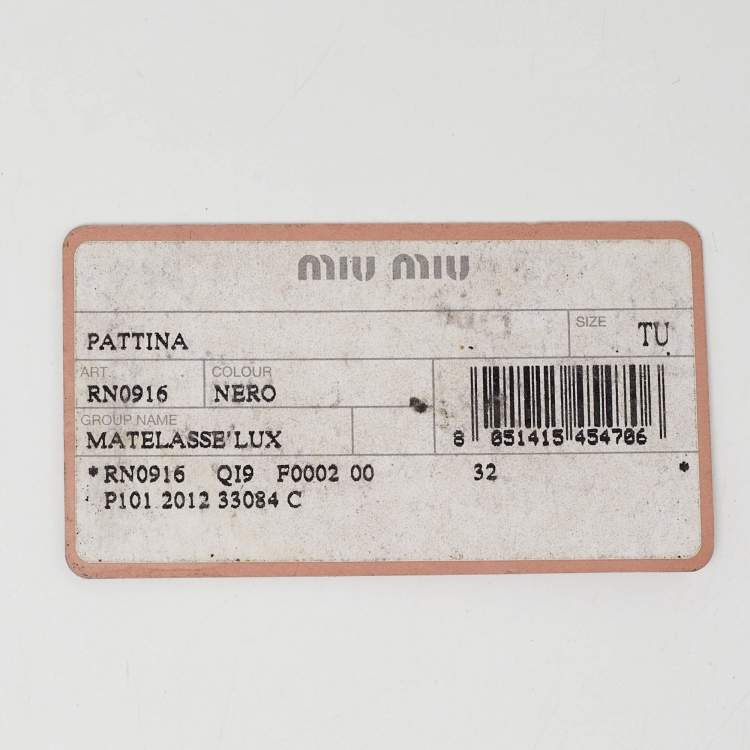 miu miu
PATTINA SIZE TU
ART. COLOUR
RN0916 NERO
GROUP NAME
MATELASSE'LUX
8 051415 454706
*RN0916 QI9 F0002 00 32 *
P101 2012 33084 C